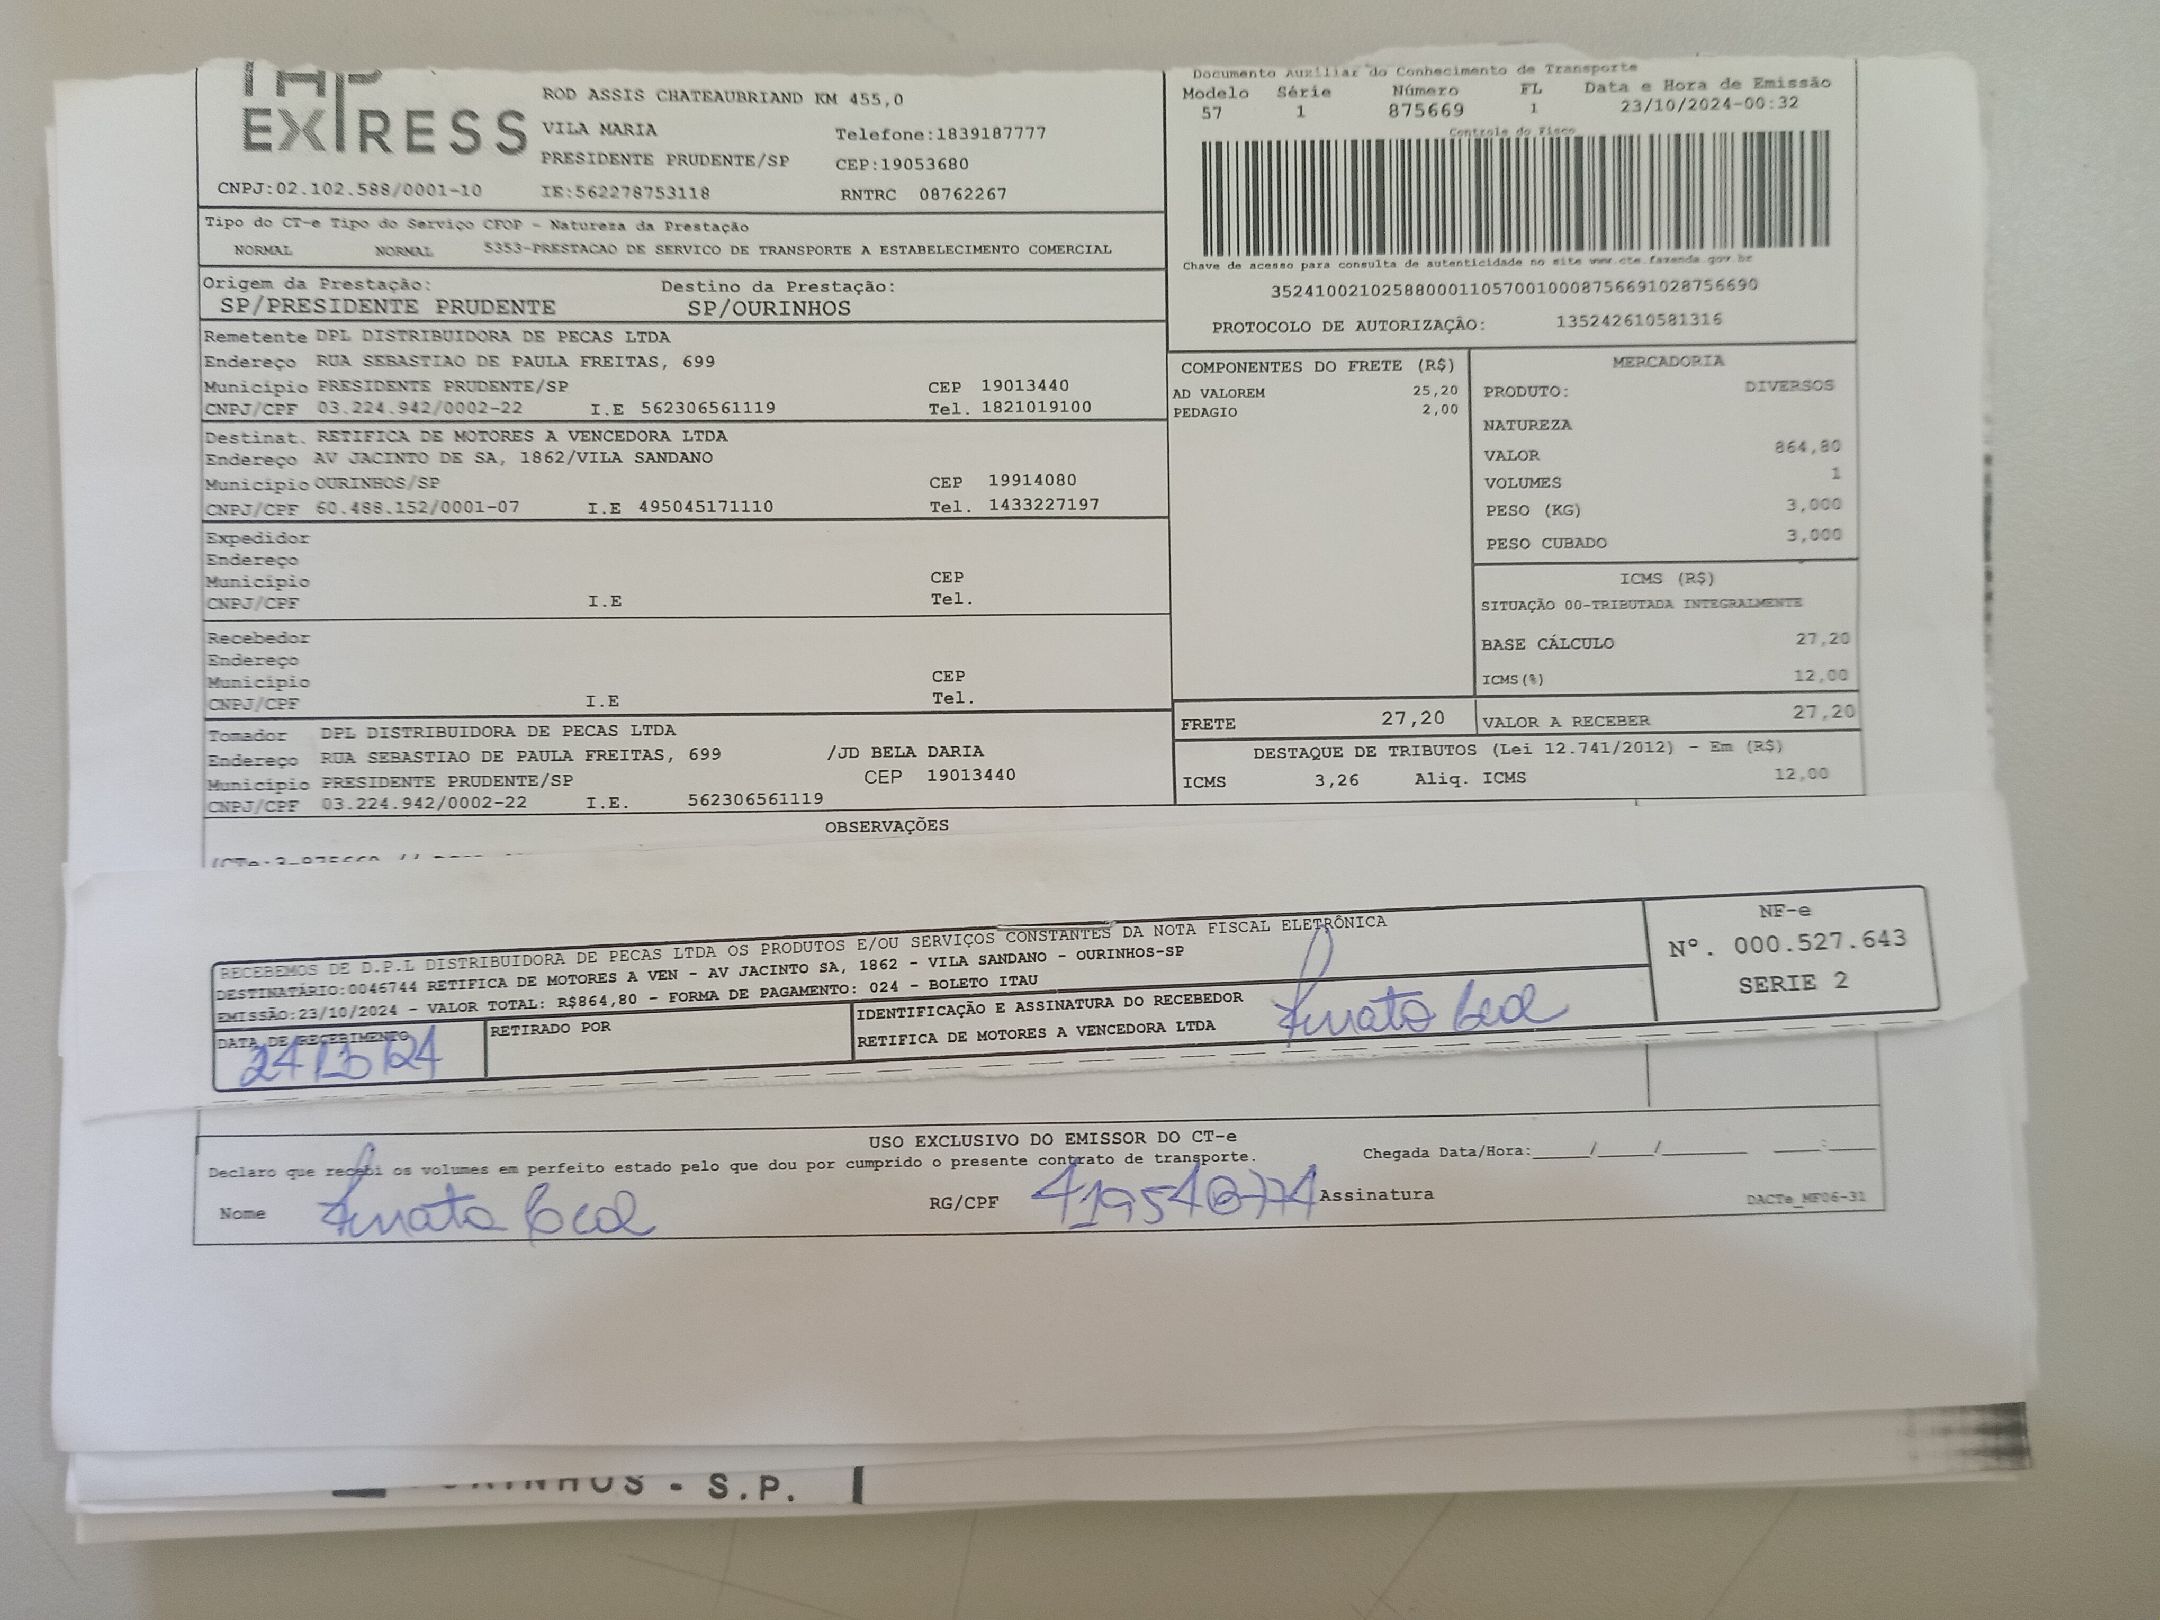 EXPRESS
ROD ASSIS CHATEAUBRIAND KM 455,0
VILA MARIA Telefone:1839187777
PRESIDENTE PRUDENTE/SP CEP:19053680
CNPJ:02.102.588/0001-10 IE:562278753118 RNTRC 08762267
Documento Auxiliar do Conhecimento de Transporte
Modelo Série Número FL Data e Hora de Emissão
57 1 875669 1 23/10/2024-00:32
Controle do Fisco
Chave de acesso para consulta de autenticidade no site www.cte.fazenda.gov.br
35241002102588000110570010008756691028756690
PROTOCOLO DE AUTORIZAÇÃO: 135242610581316
Tipo do CT-e Tipo do Serviço CFOP - Natureza da Prestação
NORMAL NORMAL 5353-PRESTACAO DE SERVICO DE TRANSPORTE A ESTABELECIMENTO COMERCIAL
Origem da Prestação: Destino da Prestação:
SP/PRESIDENTE PRUDENTE SP/OURINHOS
Remetente DPL DISTRIBUIDORA DE PECAS LTDA
Endereço RUA SEBASTIAO DE PAULA FREITAS, 699
Município PRESIDENTE PRUDENTE/SP CEP 19013440
CNPJ/CPF 03.224.942/0002-22 I.E 562306561119 Tel. 1821019100
Destinat. RETIFICA DE MOTORES A VENCEDORA LTDA
Endereço AV JACINTO DE SA, 1862/VILA SANDANO
Município OURINHOS/SP CEP 19914080
CNPJ/CPF 60.488.152/0001-07 I.E 495045171110 Tel. 1433227197
Expedidor
Endereço
Município CEP
CNPJ/CPF I.E Tel.
Recebedor
Endereço
Município CEP
CNPJ/CPF I.E Tel.
Tomador DPL DISTRIBUIDORA DE PECAS LTDA
Endereço RUA SEBASTIAO DE PAULA FREITAS, 699 /JD BELA DARIA
Município PRESIDENTE PRUDENTE/SP CEP 19013440
CNPJ/CPF 03.224.942/0002-22 I.E. 562306561119
COMPONENTES DO FRETE (R$)
AD VALOREM 25,20
PEDAGIO 2,00
MERCADORIA
PRODUTO: DIVERSOS
NATUREZA
VALOR 864,80
VOLUMES 1
PESO (KG) 3,000
PESO CUBADO 3,000
ICMS (R$)
SITUAÇÃO 00-TRIBUTADA INTEGRALMENTE
BASE CÁLCULO 27,20
ICMS(%) 12,00
FRETE 27,20 VALOR A RECEBER 27,20
DESTAQUE DE TRIBUTOS (Lei 12.741/2012) - Em (R$)
ICMS 3,26 Aliq. ICMS 12,00
OBSERVAÇÕES
RECEBEMOS DE D.P.L DISTRIBUIDORA DE PECAS LTDA OS PRODUTOS E/OU SERVIÇOS CONSTANTES DA NOTA FISCAL ELETRÔNICA
DESTINATÁRIO:0046744 RETIFICA DE MOTORES A VEN - AV JACINTO SA, 1862 - VILA SANDANO - OURINHOS-SP
EMISSÃO:23/10/2024 - VALOR TOTAL: R$864,80 - FORMA DE PAGAMENTO: 024 - BOLETO ITAU
NF-e
Nº. 000.527.643
SERIE 2
DATA DE RECEBIMENTO RETIRADO POR IDENTIFICAÇÃO E ASSINATURA DO RECEBEDOR
24/10/24 RETIFICA DE MOTORES A VENCEDORA LTDA
USO EXCLUSIVO DO EMISSOR DO CT-e
Declaro que recebi os volumes em perfeito estado pelo que dou por cumprido o presente contrato de transporte. Chegada Data/Hora:_____/_____/________ ____:____
Nome RG/CPF Assinatura DACTe_MF06-31
- S.P.